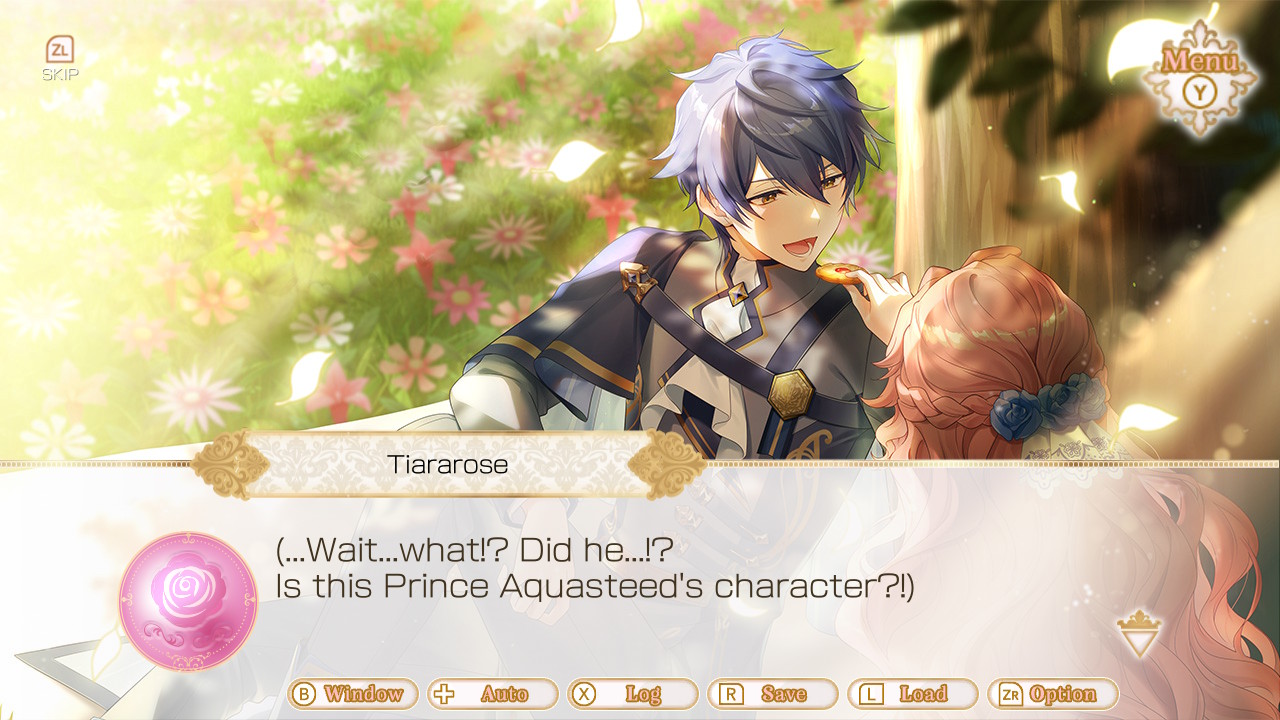 ZL
SKIP
Menu
Y
Tiararose
(...Wait...what!? Did he...!?
Is this Prince Aquasteed's character?!)
B Window
+ Auto
X Log
R Save
L Load
ZR Option